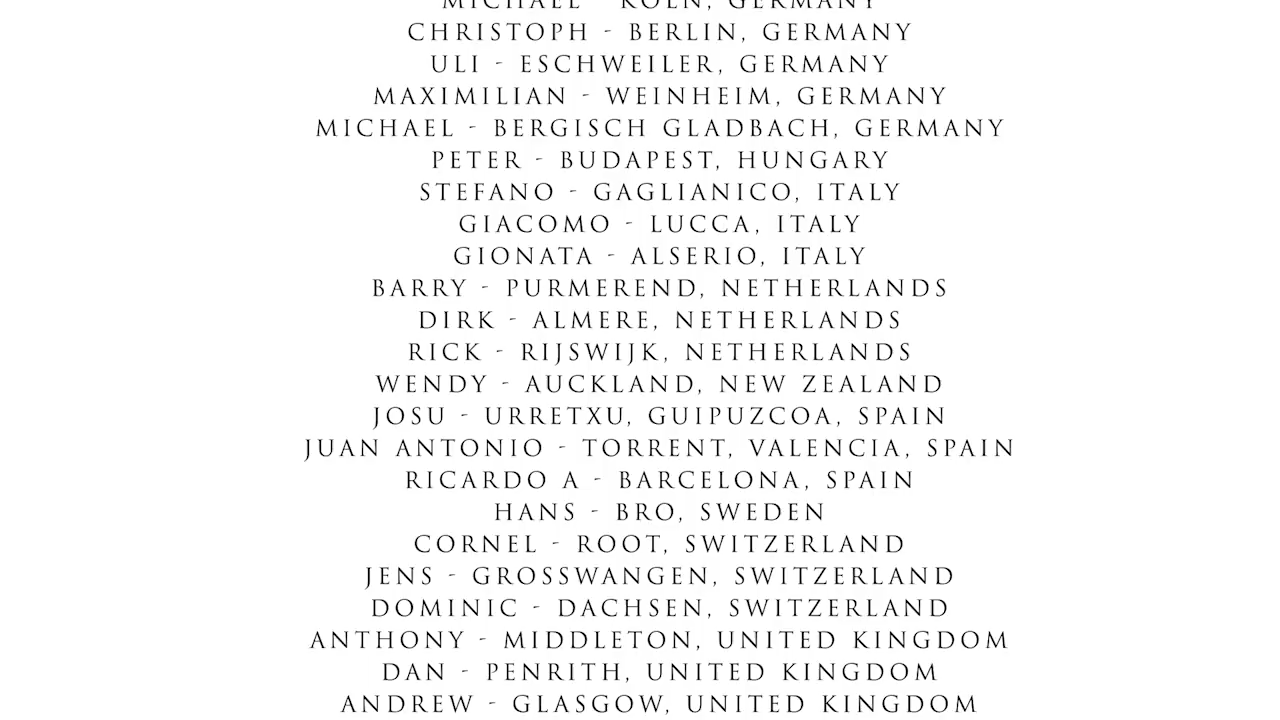 MICHAEL - KÖLN, GERMANY
CHRISTOPH - BERLIN, GERMANY
ULI - ESCHWEILER, GERMANY
MAXIMILIAN - WEINHEIM, GERMANY
MICHAEL - BERGISCH GLADBACH, GERMANY
PETER - BUDAPEST, HUNGARY
STEFANO - GAGLIANICO, ITALY
GIACOMO - LUCCA, ITALY
GIONATA - ALSERIO, ITALY
BARRY - PURMEREND, NETHERLANDS
DIRK - ALMERE, NETHERLANDS
RICK - RIJSWIJK, NETHERLANDS
WENDY - AUCKLAND, NEW ZEALAND
JOSU - URRETXU, GUIPUZCOA, SPAIN
JUAN ANTONIO - TORRENT, VALENCIA, SPAIN
RICARDO A - BARCELONA, SPAIN
HANS - BRO, SWEDEN
CORNEL - ROOT, SWITZERLAND
JENS - GROSSWANGEN, SWITZERLAND
DOMINIC - DACHSEN, SWITZERLAND
ANTHONY - MIDDLETON, UNITED KINGDOM
DAN - PENRITH, UNITED KINGDOM
ANDREW - GLASGOW, UNITED KINGDOM